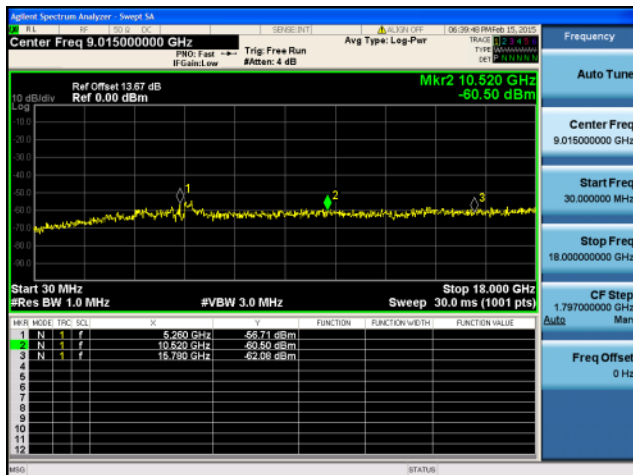 Agilent Spectrum Analyzer - Swept SA
RL RF 50 Ω DC SENSE:INT ALIGN OFF 06:39:48 PM Feb 15, 2015
Center Freq 9.015000000 GHz
PNO: Fast
IFGain:Low
Trig: Free Run
#Atten: 4 dB
Avg Type: Log-Pwr
TRACE 1 2 3 4 5 6
TYPE
DET P N N N N N
Ref Offset 13.67 dB
Ref 0.00 dBm
10 dB/div
Log
Mkr2 10.520 GHz
-60.50 dBm
-10.0
-20.0
-30.0
-40.0
-50.0
-60.0
-70.0
-80.0
-90.0
1
2
3
Start 30 MHz
#Res BW 1.0 MHz
#VBW 3.0 MHz
Stop 18.000 GHz
Sweep 30.0 ms (1001 pts)
MKR MODE TRC SCL X Y FUNCTION FUNCTION WIDTH FUNCTION VALUE
1 N 1 f 5.260 GHz -56.71 dBm
2 N 1 f 10.520 GHz -60.50 dBm
3 N 1 f 15.780 GHz -62.08 dBm
4
5
6
7
8
9
10
11
12
MSG STATUS
Frequency
Auto Tune
Center Freq
9.015000000 GHz
Start Freq
30.000000 MHz
Stop Freq
18.000000000 GHz
CF Step
1.797000000 GHz
Auto Man
Freq Offset
0 Hz